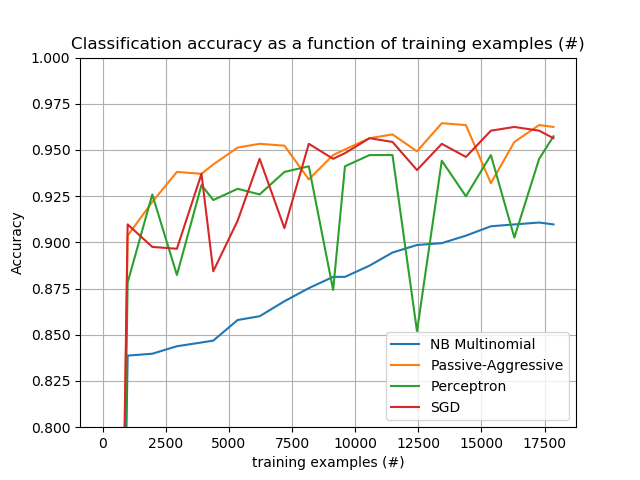 Classification accuracy as a function of training examples (#)
1.000
0.975
0.950
0.925
0.900
0.875
0.850
0.825
0.800
Accuracy
NB Multinomial
Passive-Aggressive
Perceptron
SGD
0 2500 5000 7500 10000 12500 15000 17500
training examples (#)